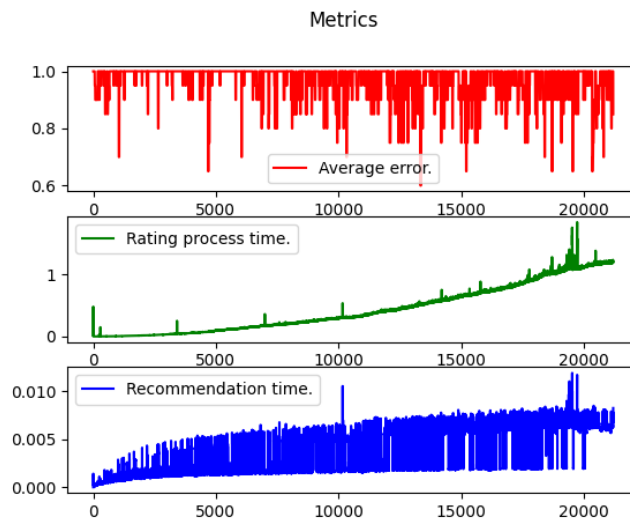 Metrics
1.0
0.8
0.6
Average error.
0 5000 10000 15000 20000
Rating process time.
1
0
0 5000 10000 15000 20000
Recommendation time.
0.010
0.005
0.000
0 5000 10000 15000 20000